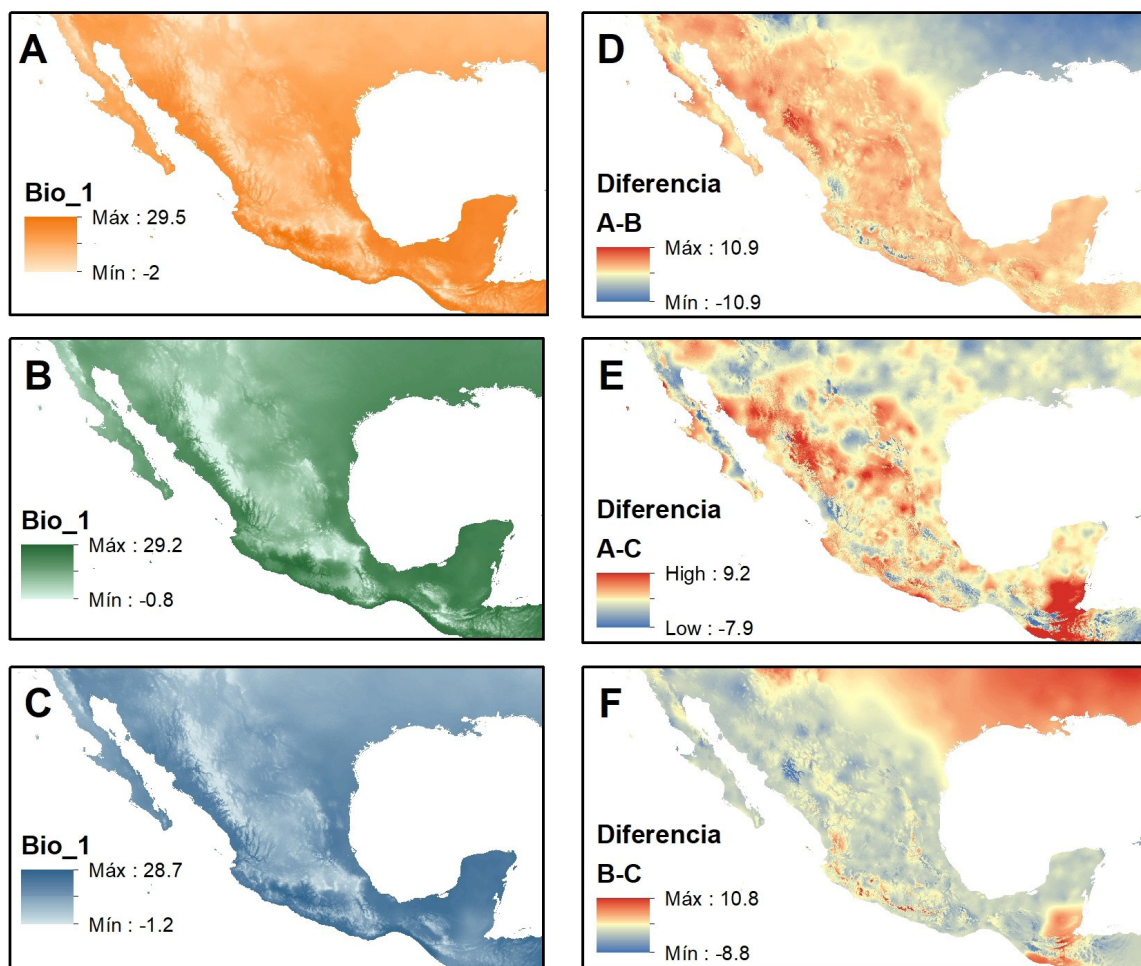 A
Bio_1
Máx : 29.5
Mín : -2
B
Bio_1
Máx : 29.2
Mín : -0.8
C
Bio_1
Máx : 28.7
Mín : -1.2
D
Diferencia
A-B
Máx : 10.9
Mín : -10.9
E
Diferencia
A-C
High : 9.2
Low : -7.9
F
Diferencia
B-C
Máx : 10.8
Mín : -8.8